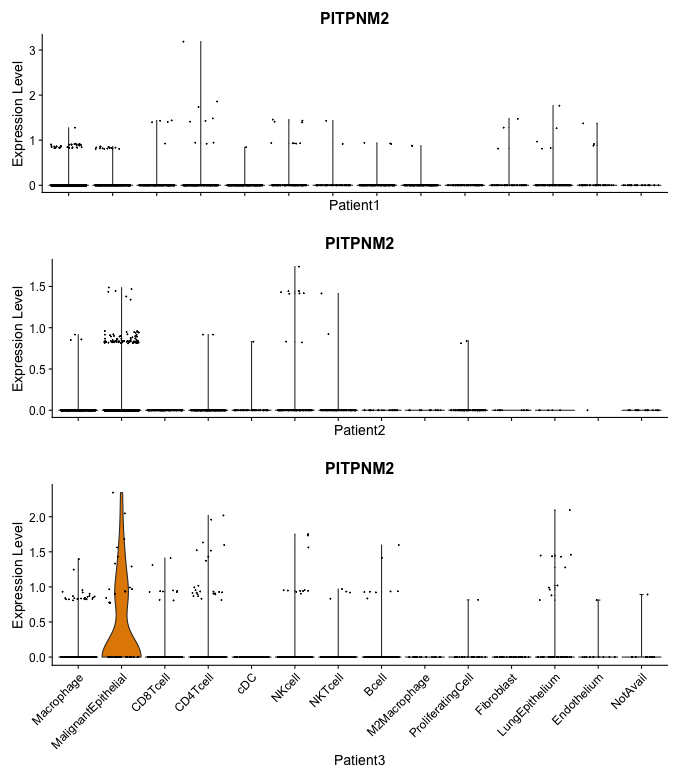 PITPNM2
Expression Level
3
2
1
0
Patient1
PITPNM2
Expression Level
1.5
1.0
0.5
0.0
Patient2
PITPNM2
Expression Level
2.0
1.5
1.0
0.5
0.0
Macrophage
MalignantEpithelial
CD8Tcell
CD4Tcell
cDC
NKcell
NKTcell
Bcell
M2Macrophage
ProliferatingCell
Fibroblast
LungEpithelium
Endothelium
NotAvail
Patient3